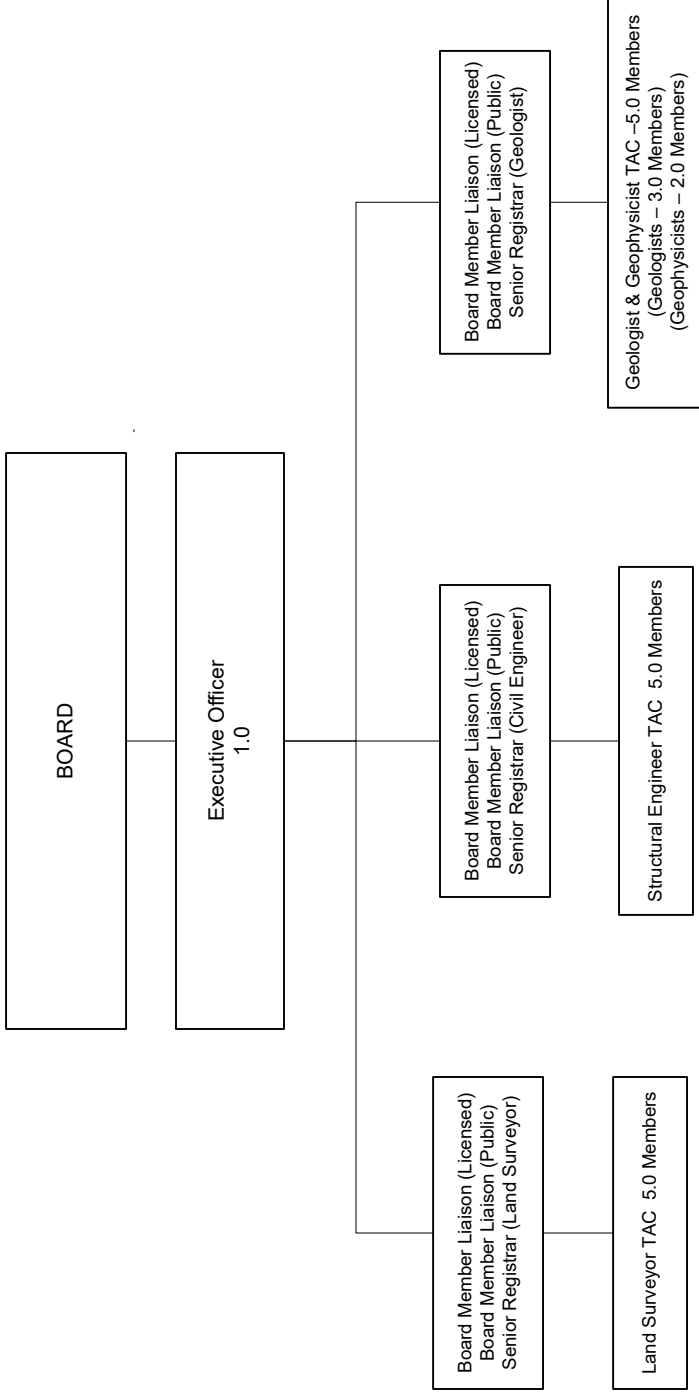 BOARD
Executive Officer
1.0
Board Member Liaison (Licensed)
Board Member Liaison (Public)
Senior Registrar (Land Surveyor)
Board Member Liaison (Licensed)
Board Member Liaison (Public)
Senior Registrar (Civil Engineer)
Board Member Liaison (Licensed)
Board Member Liaison (Public)
Senior Registrar (Geologist)
Land Surveyor TAC 5.0 Members
Structural Engineer TAC 5.0 Members
Geologist & Geophysicist TAC –5.0 Members
(Geologists – 3.0 Members)
(Geophysicists – 2.0 Members)